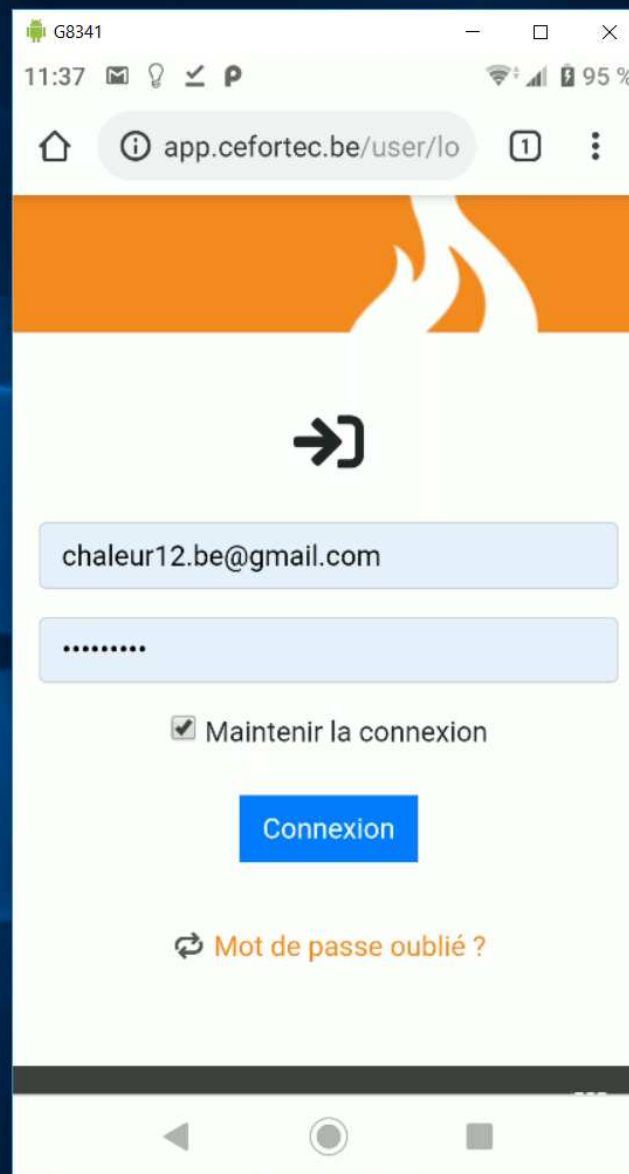 G8341
11:37 95 %
app.cefortec.be/user/lo 1
chaleur12.be@gmail.com
•••••••••
Maintenir la connexion
Connexion
Mot de passe oublié ?